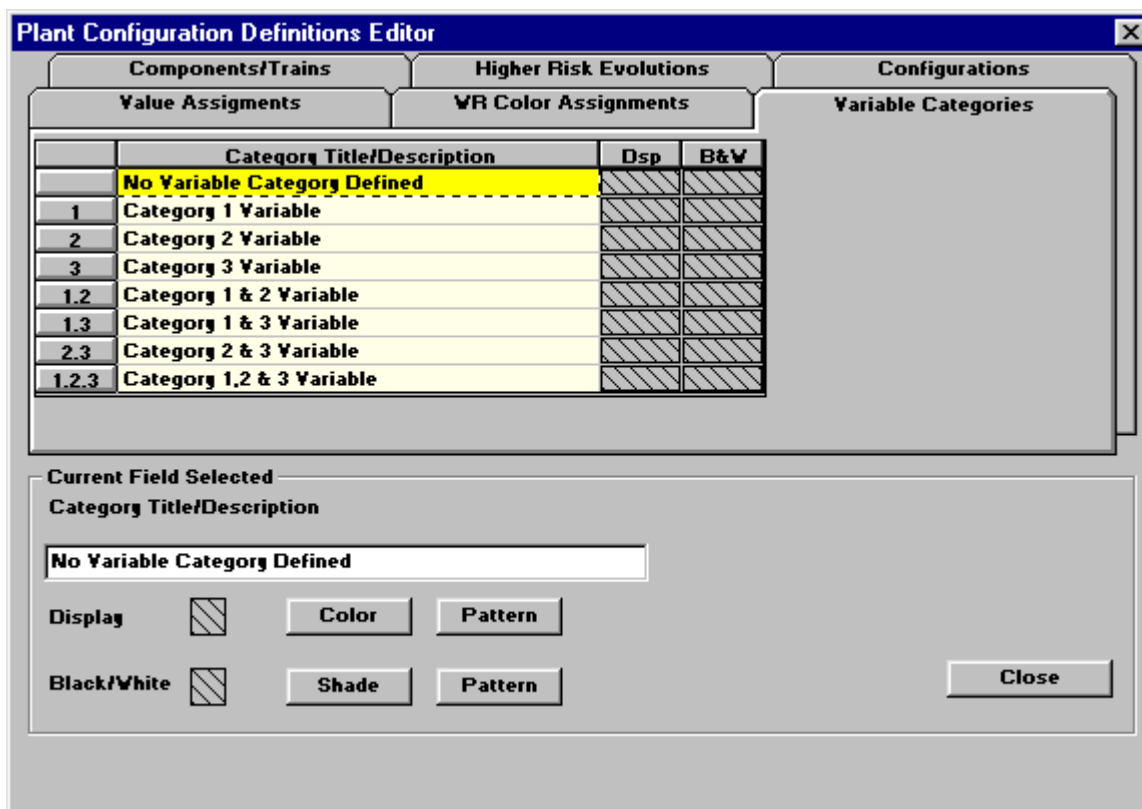 Plant Configuration Definitions Editor
Components/Trains Higher Risk Evolutions Configurations
Value Assigments WR Color Assignments Variable Categories
Category Title/Description Dsp B&W
No Variable Category Defined
1 Category 1 Variable
2 Category 2 Variable
3 Category 3 Variable
1.2 Category 1 & 2 Variable
1.3 Category 1 & 3 Variable
2.3 Category 2 & 3 Variable
1.2.3 Category 1,2 & 3 Variable
Current Field Selected
Category Title/Description
No Variable Category Defined
Display Color Pattern
Black/White Shade Pattern
Close